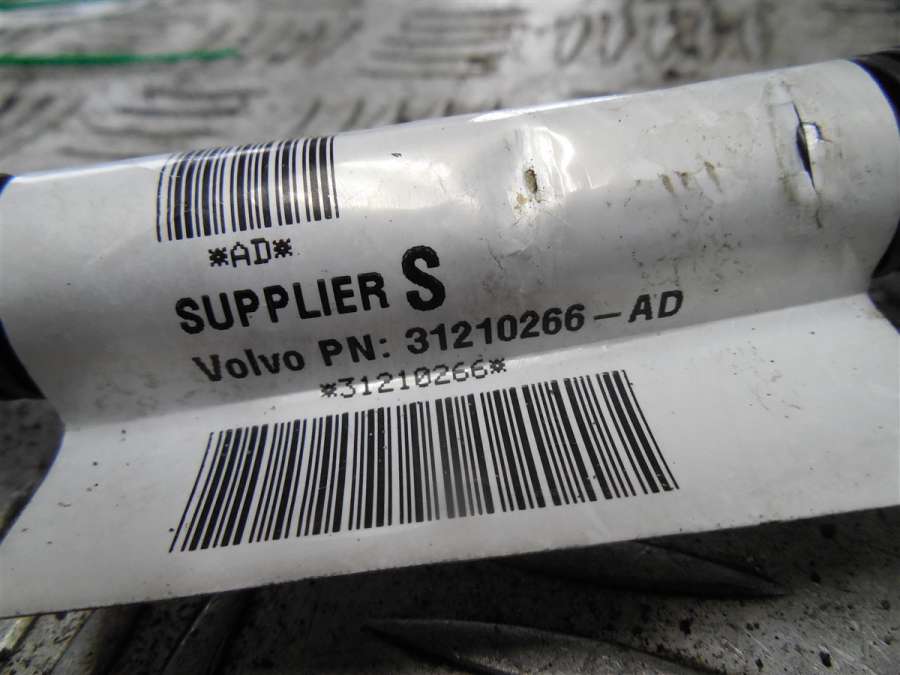 *AD*
SUPPLIER S
Volvo PN: 31210266-AD
*31210266*